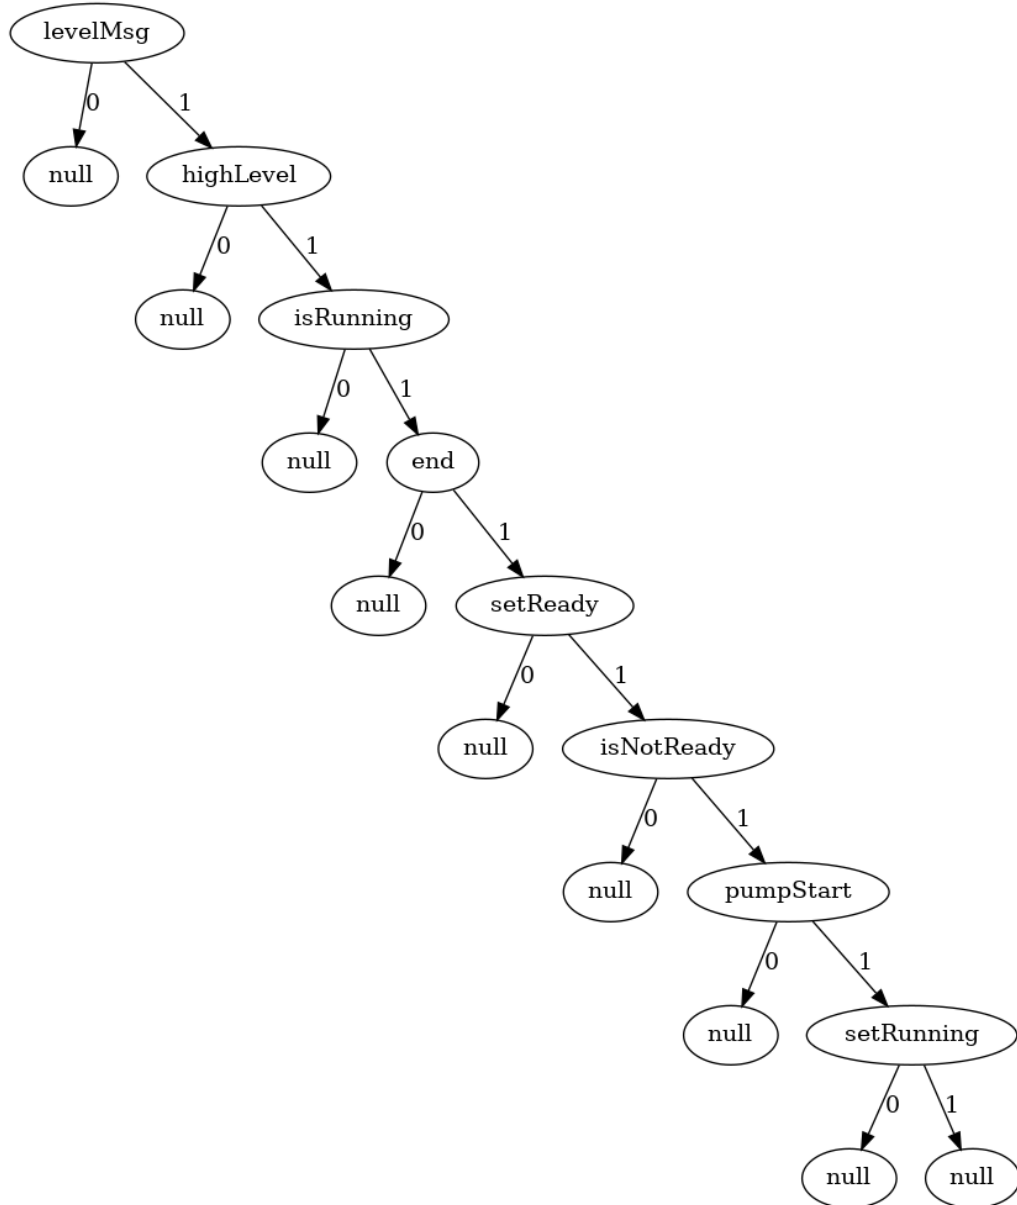 levelMsg
0 1
null highLevel
0 1
null isRunning
0 1
null end
0 1
null setReady
0 1
null isNotReady
0 1
null pumpStart
0 1
null setRunning
0 1
null null